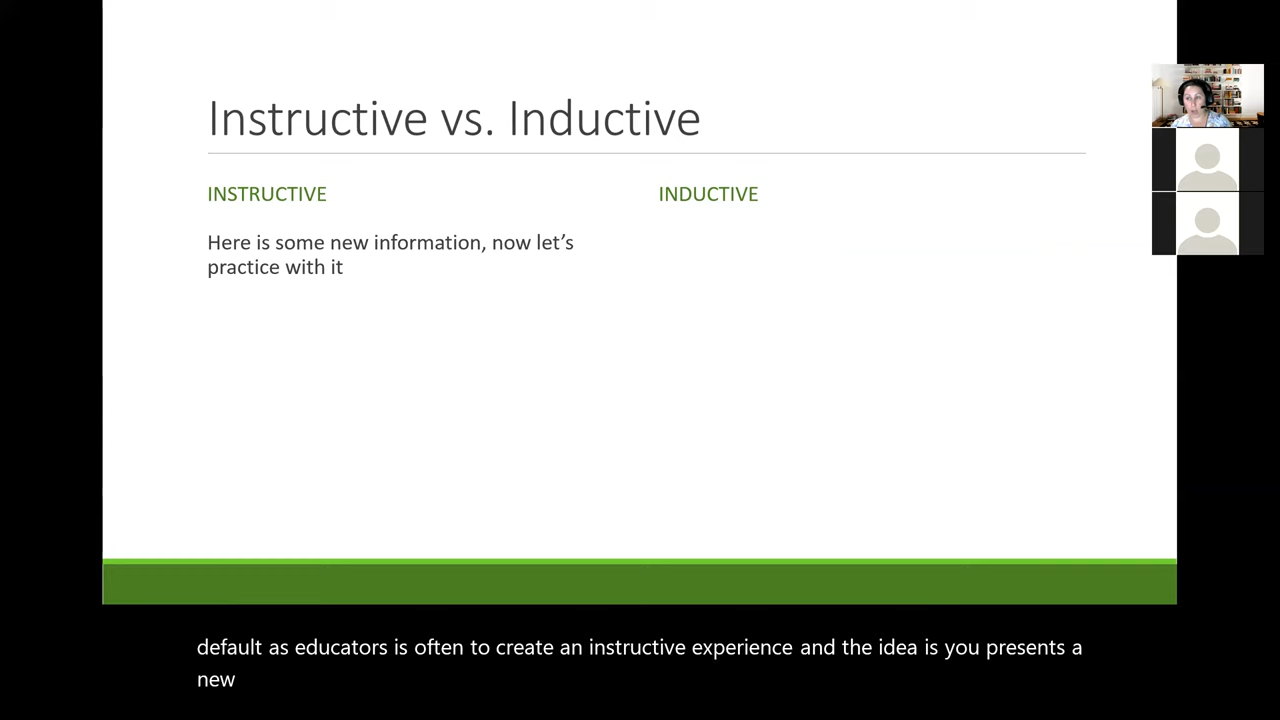 Instructive vs. Inductive
INSTRUCTIVE
Here is some new information, now let's
practice with it
INDUCTIVE
default as educators is often to create an instructive experience and the idea is you presents a
new